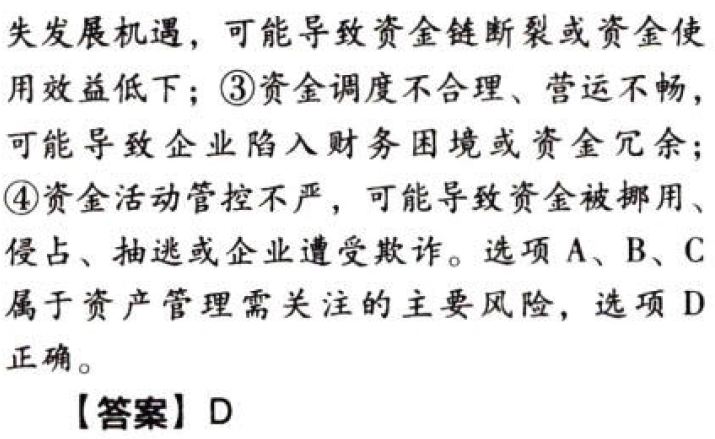 失发展机遇，可能导致资金链断裂或资金使
用效益低下；③资金调度不合理、营运不畅，
可能导致企业陷入财务困境或资金冗余；
④资金活动管控不严，可能导致资金被挪用、
侵占、抽逃或企业遭受欺诈。选项 A、B、C
属于资产管理需关注的主要风险，选项 D
正确。
【答案】D